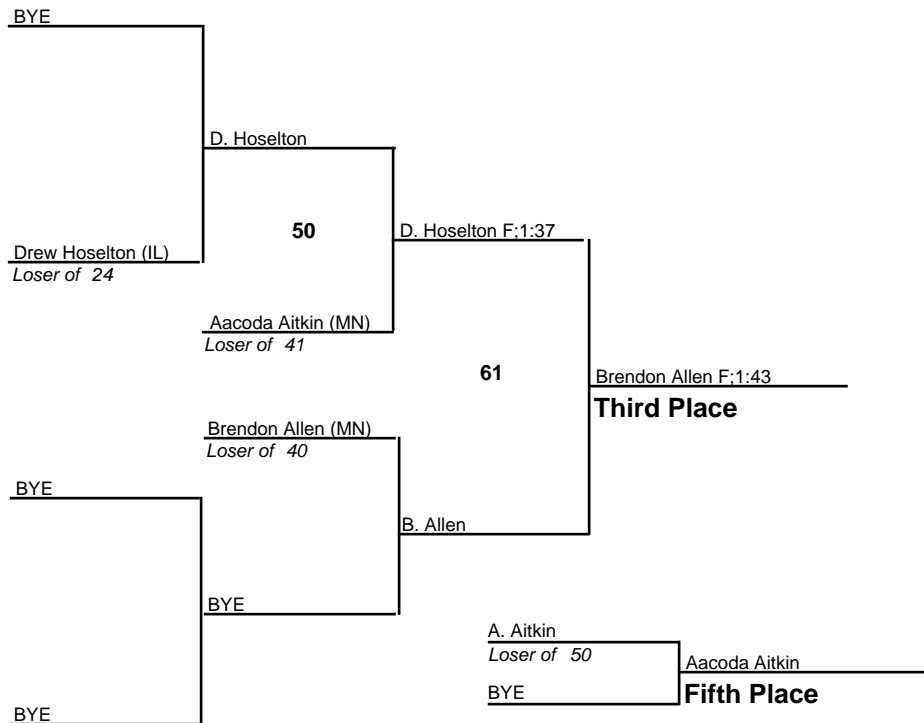 BYE
D. Hoselton
50
D. Hoselton F;1:37
Drew Hoselton (IL)
Loser of 24
Aacoda Aitkin (MN)
Loser of 41
61
Brendon Allen F;1:43
Third Place
Brendon Allen (MN)
Loser of 40
BYE
B. Allen
BYE
A. Aitkin
Loser of 50
Aacoda Aitkin
Fifth Place
BYE
BYE